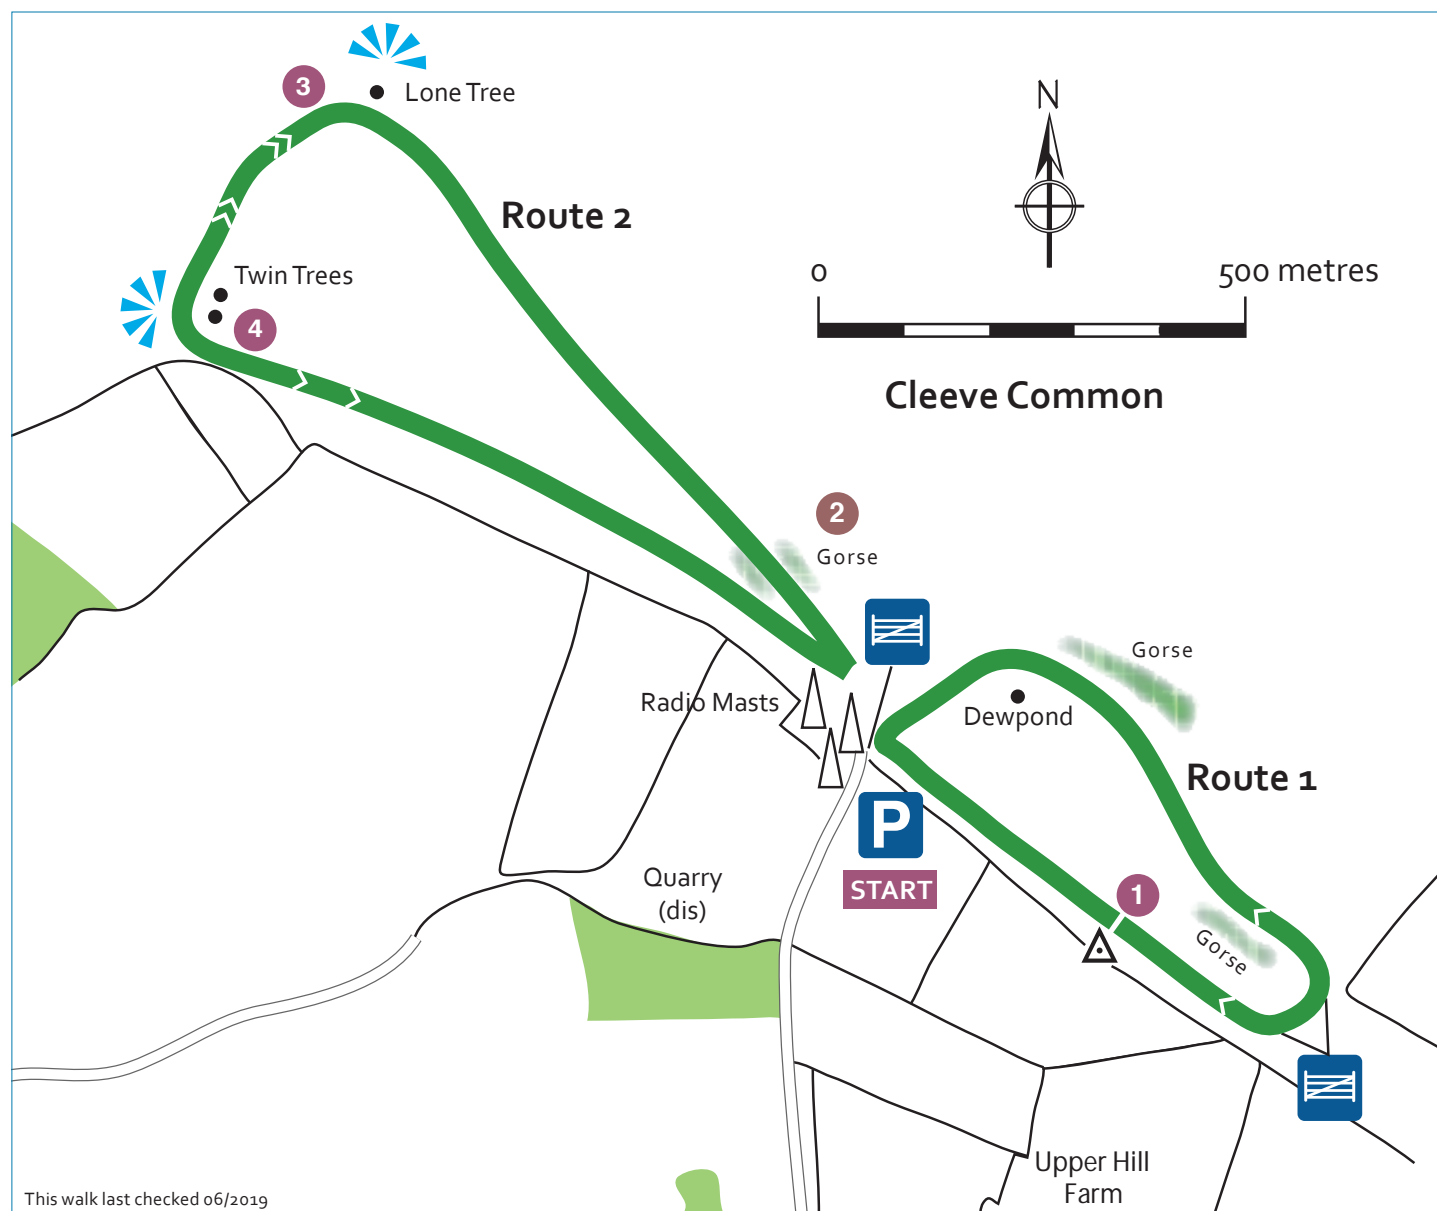 3
Lone Tree
N
Route 2
0
500 metres
Twin Trees
4
Cleeve Common
2
Gorse
Gorse
Radio Masts
Dewpond
Route 1
P
START
Quarry
(dis)
1
Gorse
Upper Hill
Farm
This walk last checked 06/2019